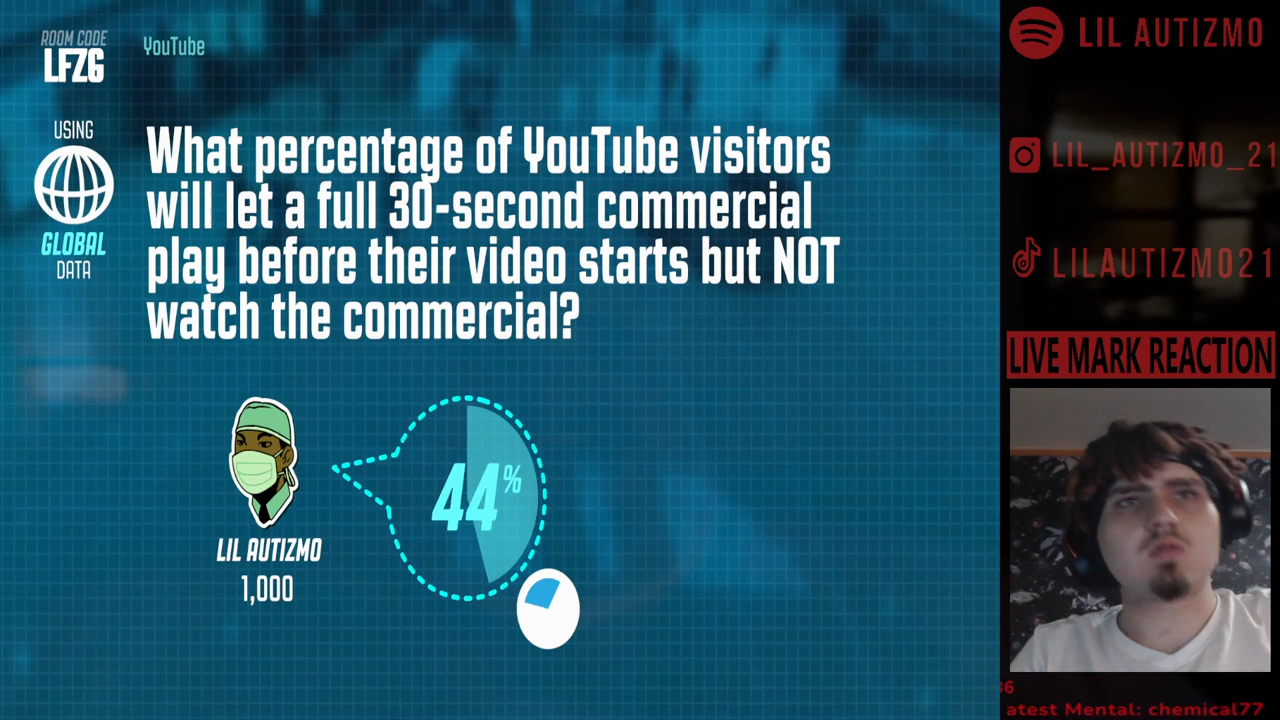 ROOM CODE
LFZG
YouTube
USING
GLOBAL
DATA
What percentage of YouTube visitors
will let a full 30-second commercial
play before their video starts but NOT
watch the commercial?
44%
LIL AUTIZMO
1,000
LIL AUTIZMO
LIL_AUTIZMO_21
LILAUTIZMO21
LIVE MARK REACTION
atest Mental: chemical77